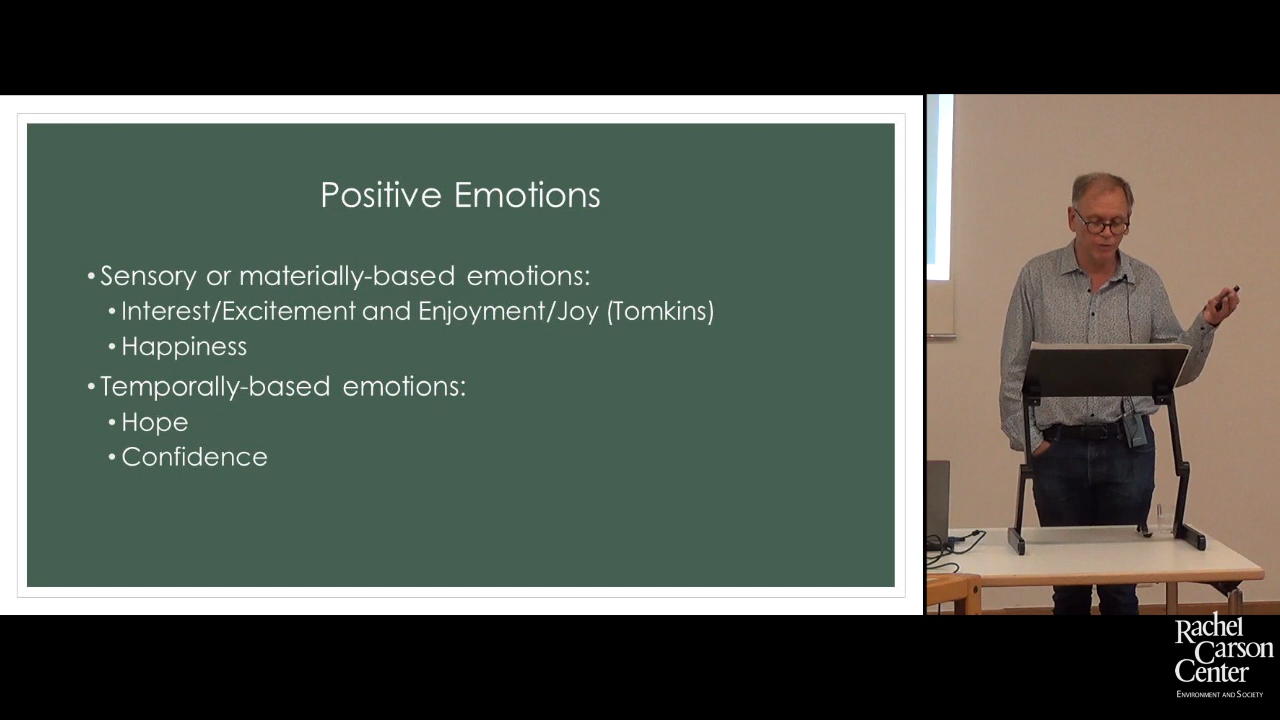 Positive Emotions
• Sensory or materially-based emotions:
• Interest/Excitement and Enjoyment/Joy (Tomkins)
• Happiness
• Temporally-based emotions:
• Hope
• Confidence
Rachel
Carson
Center
Environment and Society